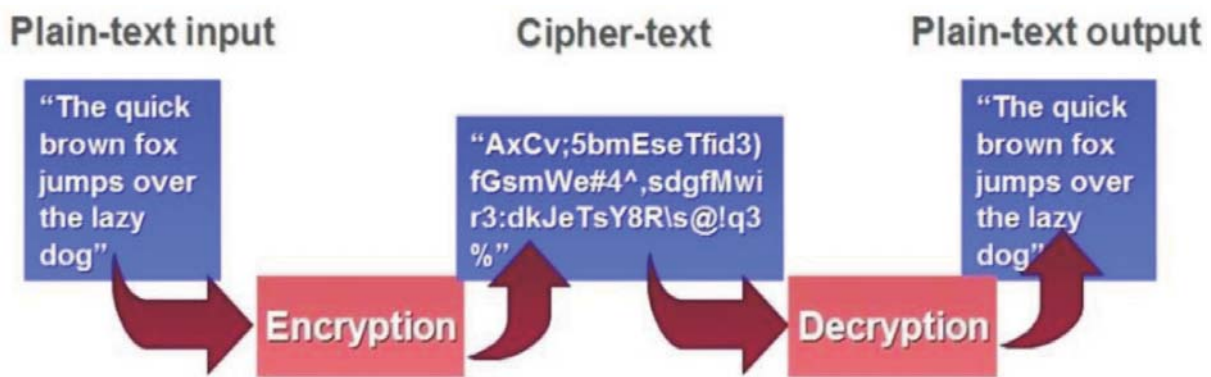 Plain-text input
Cipher-text
Plain-text output
“The quick
brown fox
jumps over
the lazy
dog”
“AxCv;5bmEseTfid3)
fGsmWe#4^,sdgfMwi
r3:dkJeTsY8R\s@!q3
%”
“The quick
brown fox
jumps over
the lazy
dog”
Encryption
Decryption